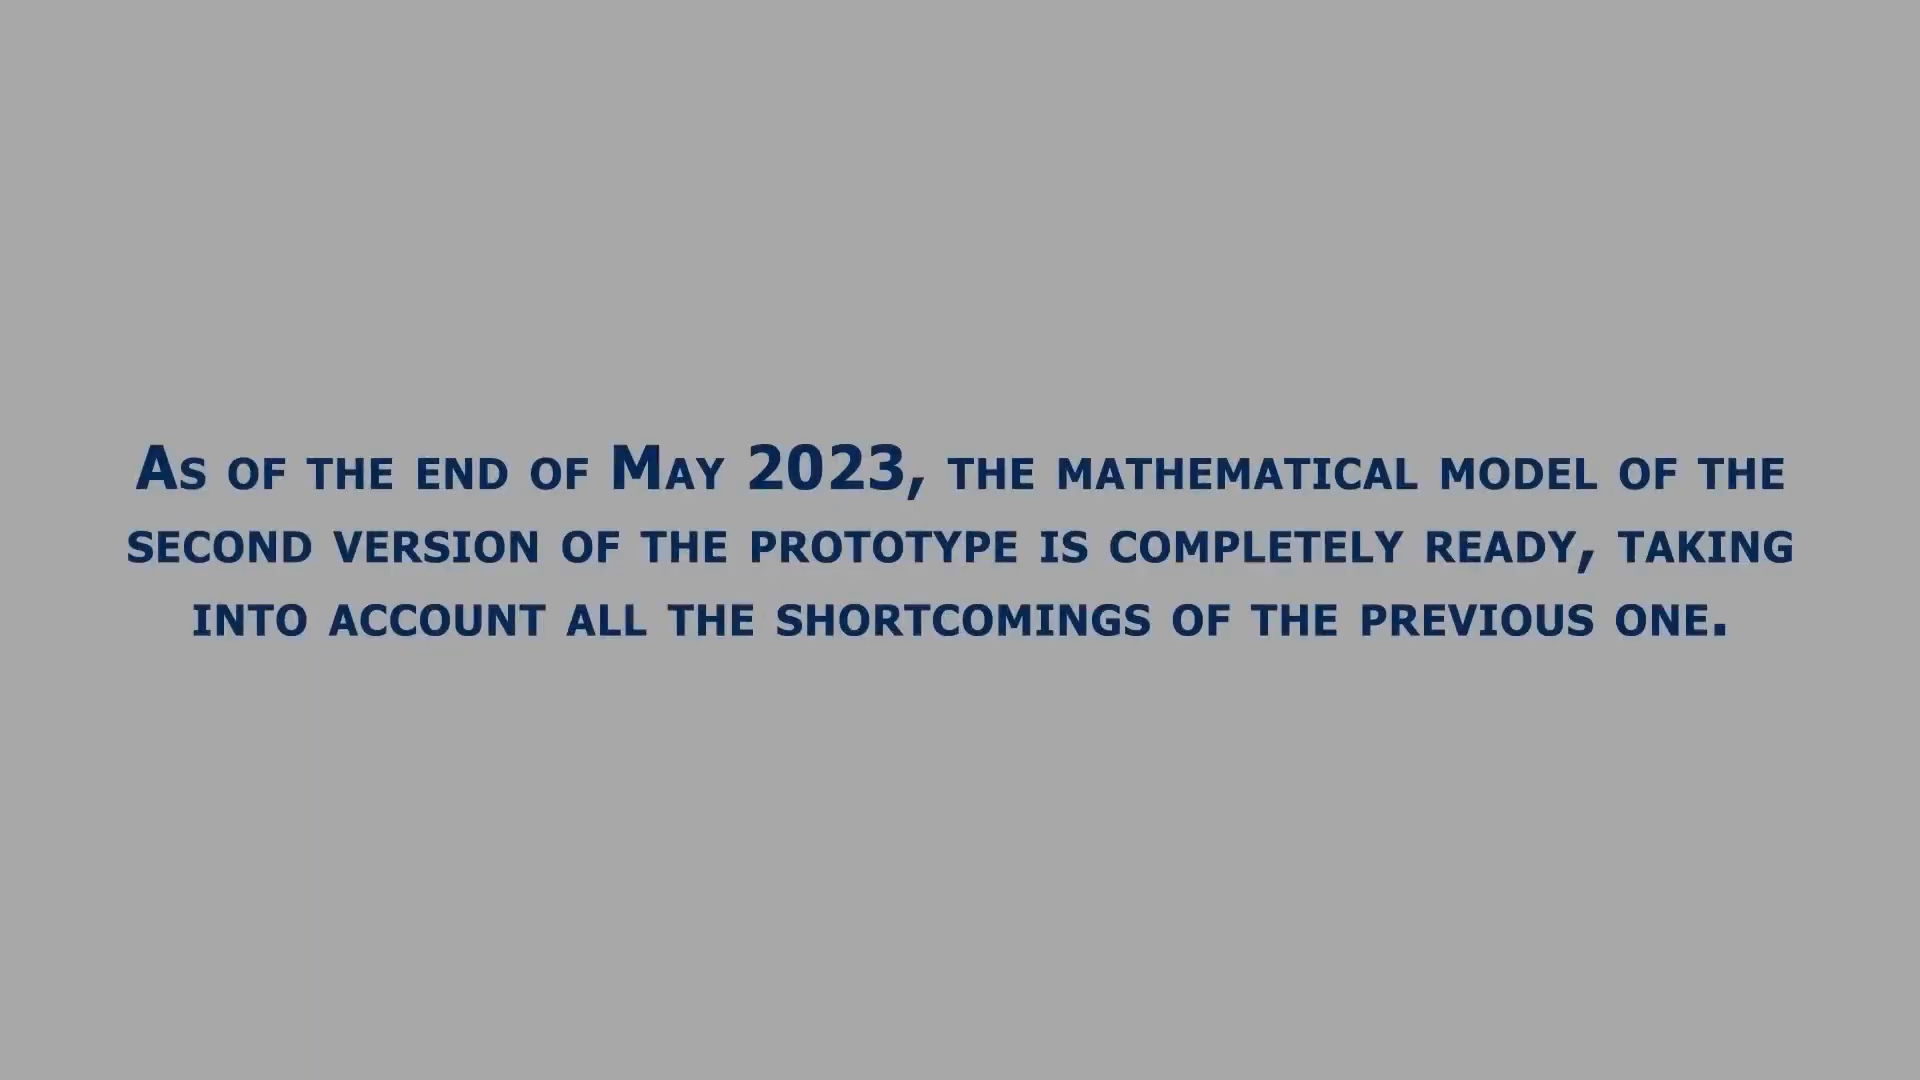 As of the end of May 2023, the mathematical model of the
second version of the prototype is completely ready, taking
into account all the shortcomings of the previous one.